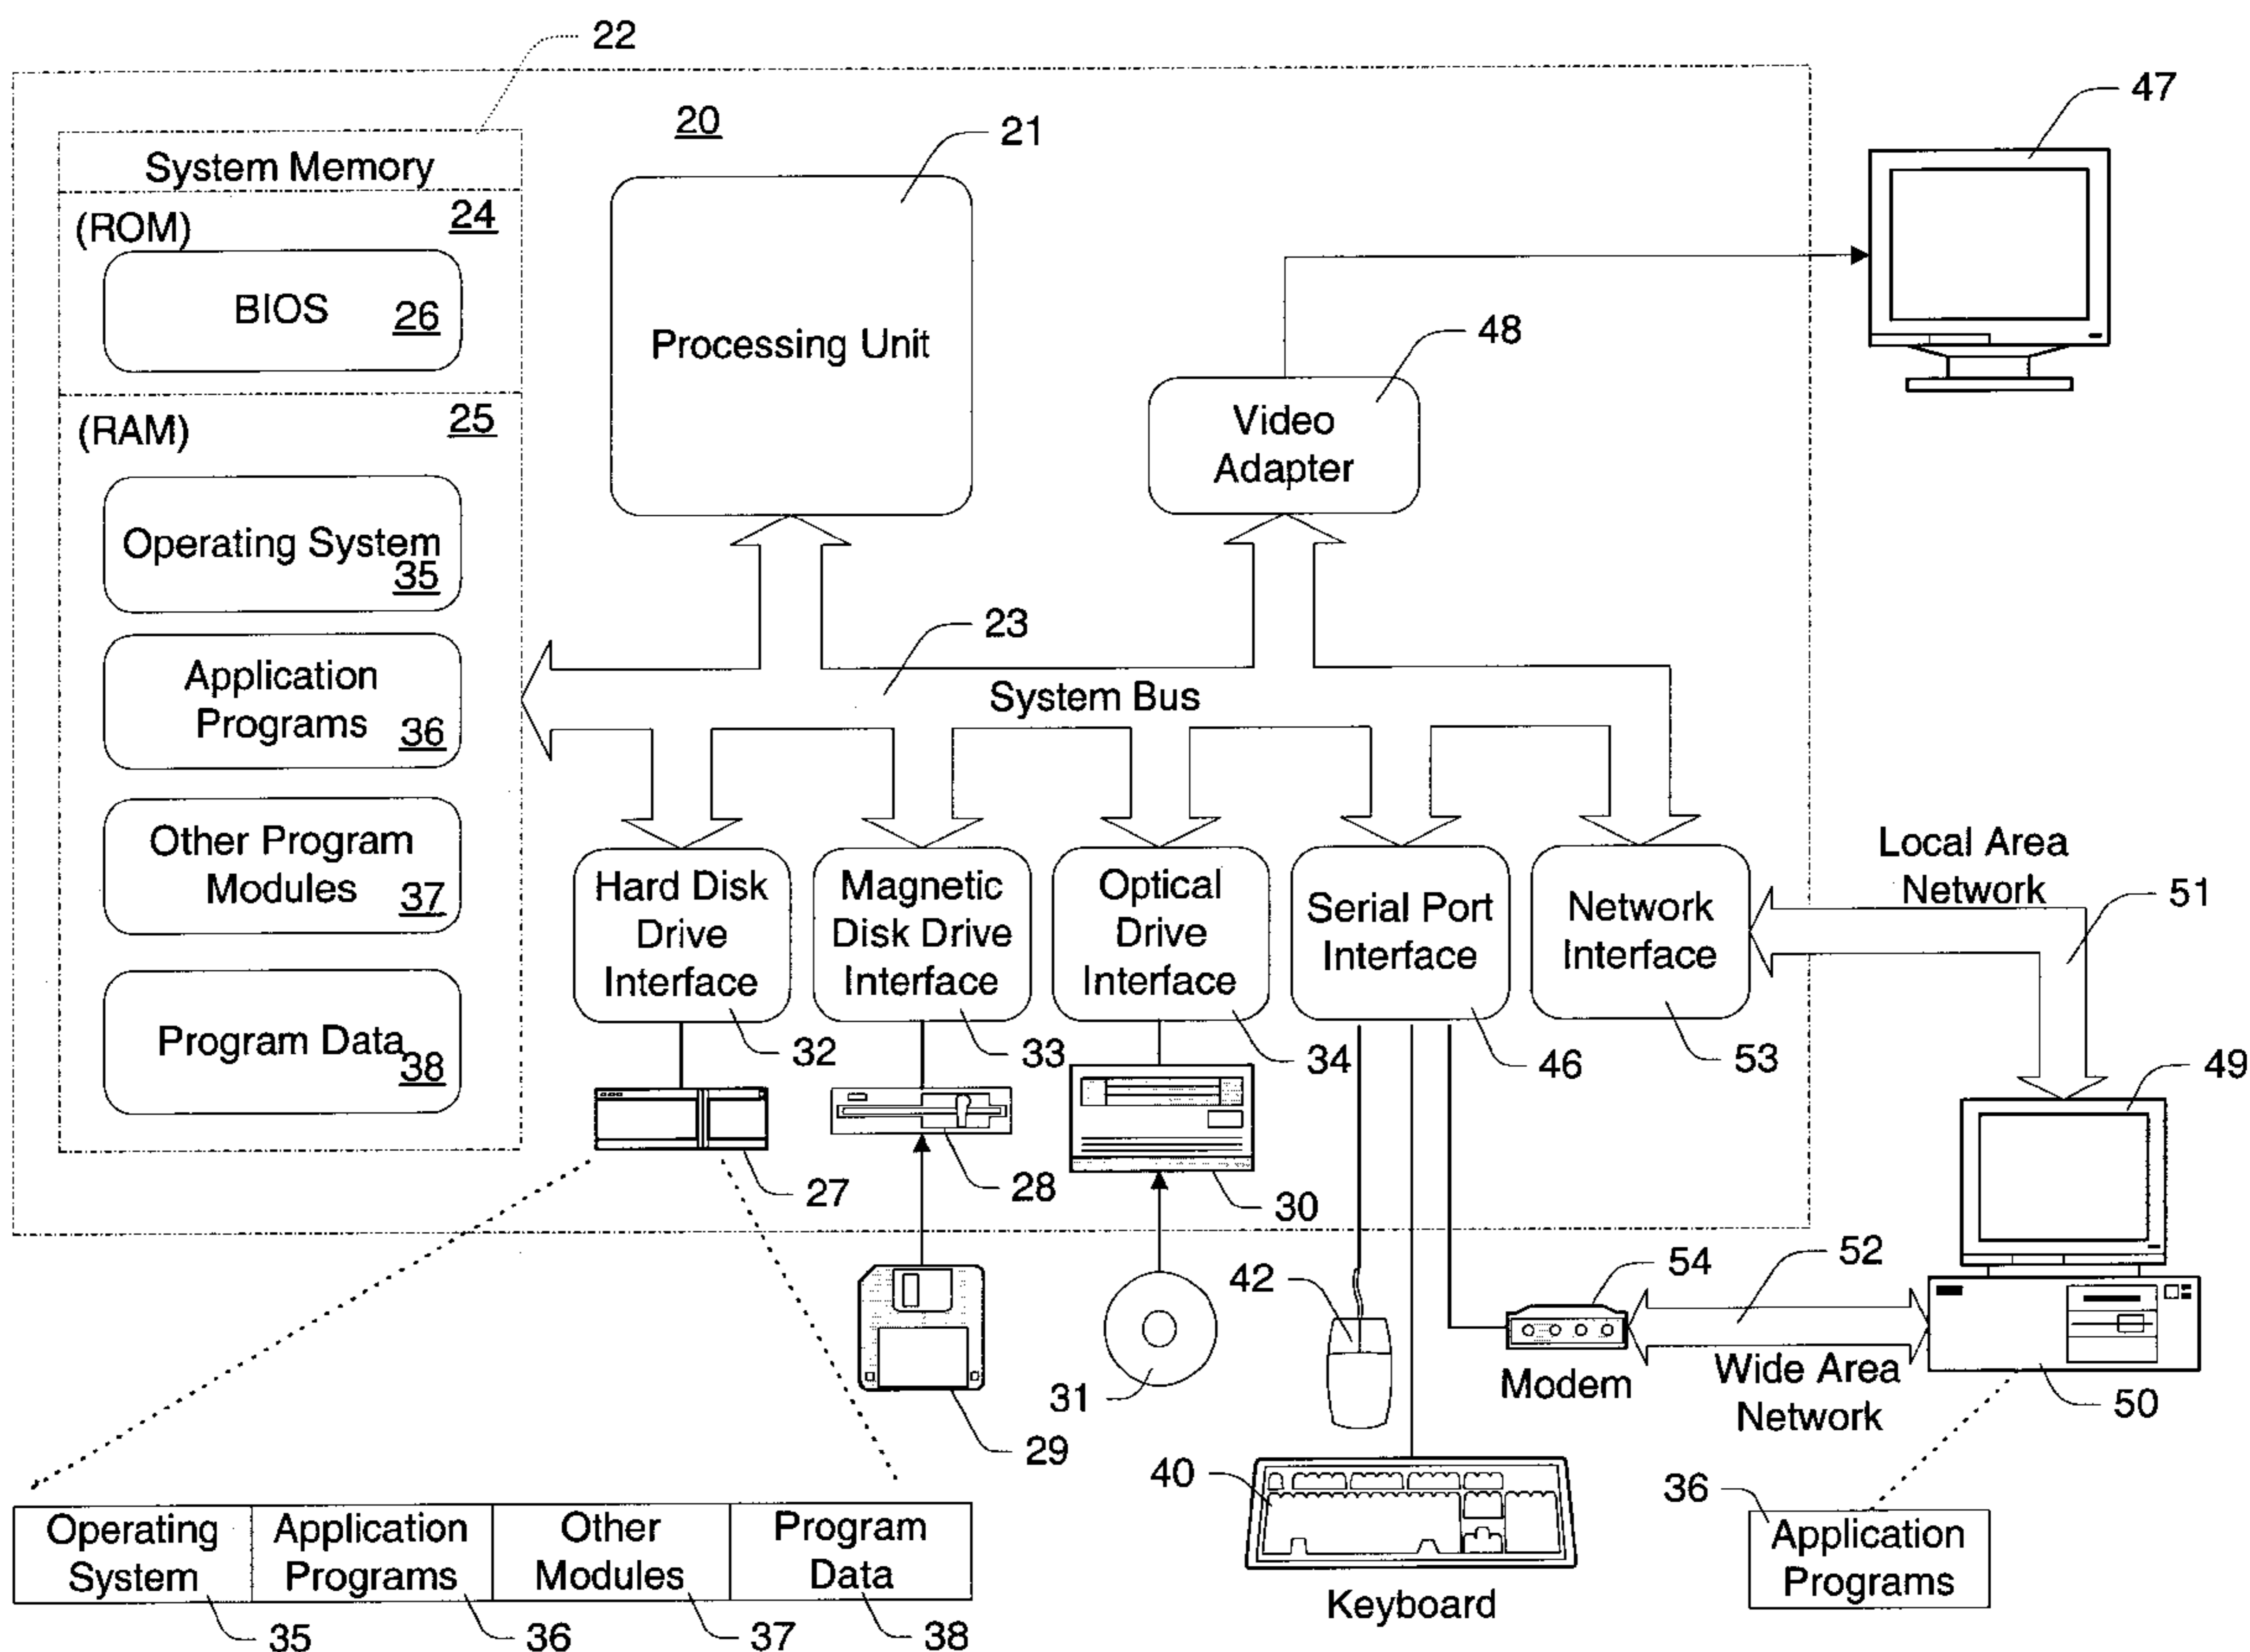 22
20
21
47
System Memory
(ROM)
24
BIOS
26
48
Processing Unit
Video
Adapter
(RAM)
25
Operating System
35
Application
Programs
36
Other Program
Modules
37
Program Data
38
23
System Bus
Hard Disk
Drive
Interface
32
Magnetic
Disk Drive
Interface
33
Optical
Drive
Interface
34
Serial Port
Interface
46
Network
Interface
53
Local Area
Network
51
49
27
28
30
29
31
42
54
52
Modem
Wide Area
Network
50
40
Keyboard
36
Application
Programs
Operating
System
35
Application
Programs
36
Other
Modules
37
Program
Data
38